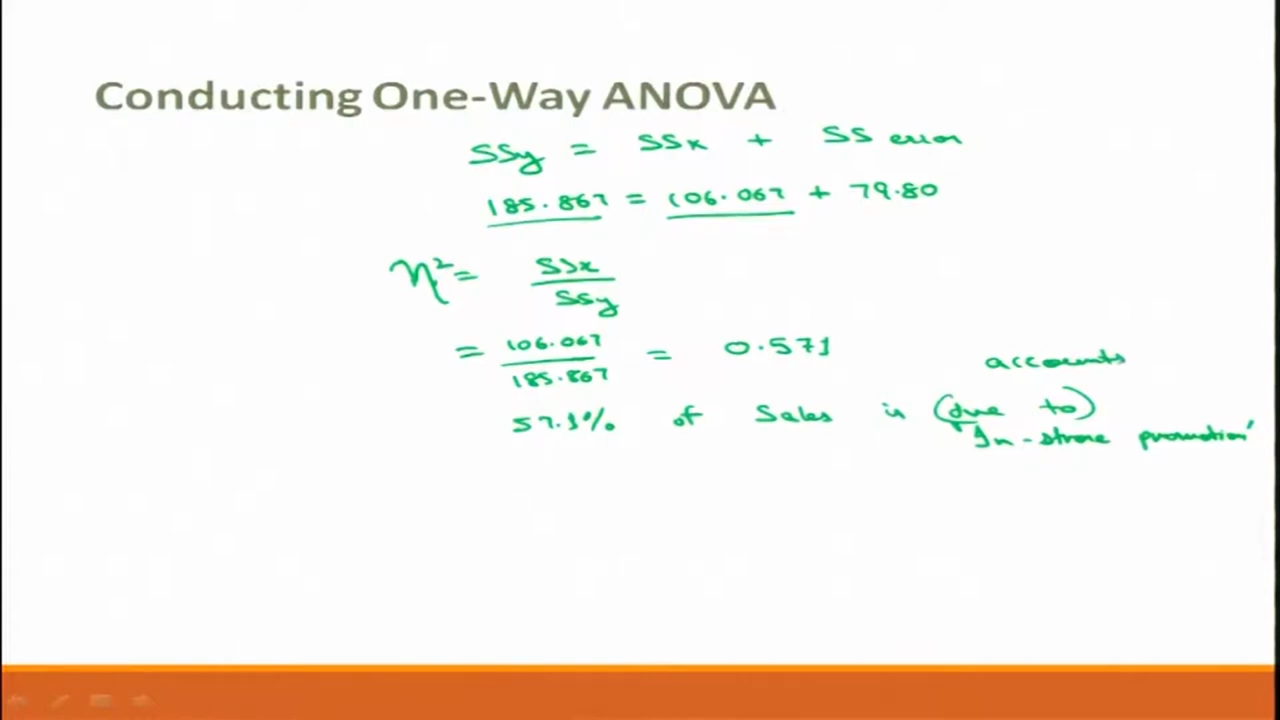 Conducting One-Way ANOVA
SSy = SSx + SS error
185.867 = 106.067 + 79.80
η² = SSx
SSy
= 106.067 = 0.571
185.867
accounts
57.1% of Sales is (due to)
'In-store promotion'